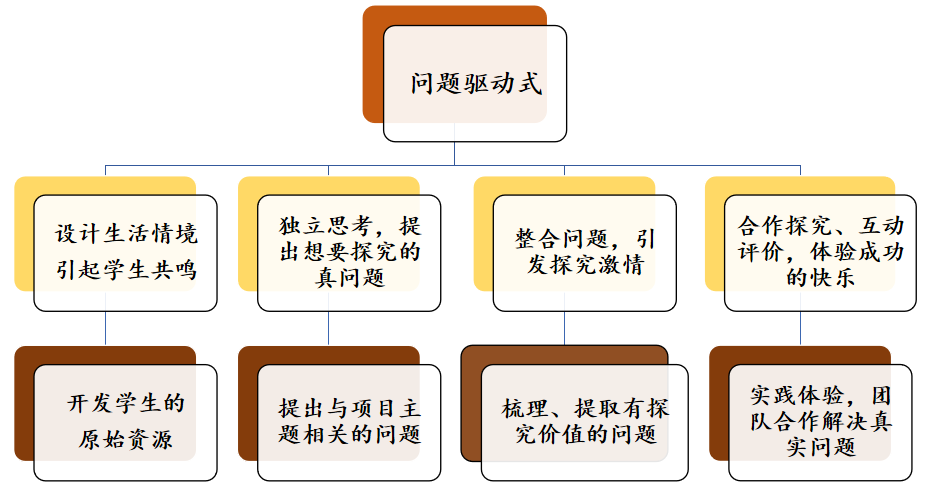 问题驱动式
设计生活情境
引起学生共鸣
独立思考，提
出想要探究的
真问题
整合问题，引
发探究激情
合作探究、互动
评价，体验成功
的快乐
开发学生的
原始资源
提出与项目主
题相关的问题
梳理、提取有探
究价值的问题
实践体验，团
队合作解决真
实问题